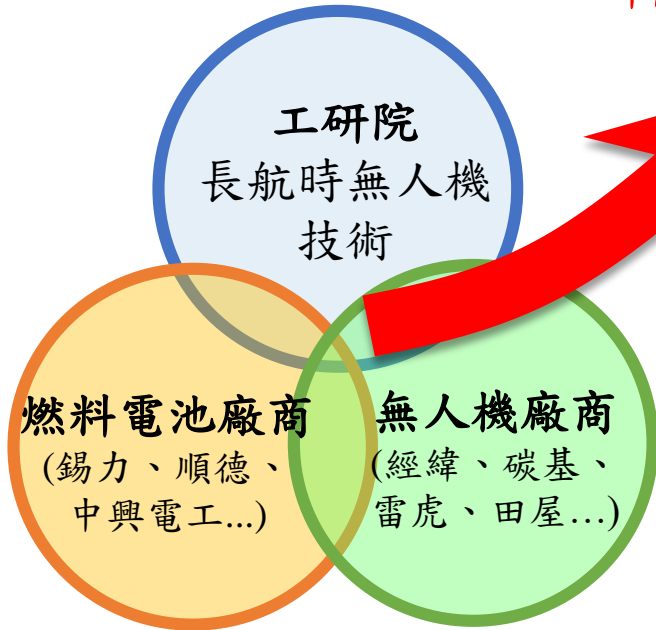 工研院
長航時無人機
技術
燃料電池廠商
(錫力、順德、
中興電工...)
無人機廠商
(經緯、碳基、
雷虎、田屋…)